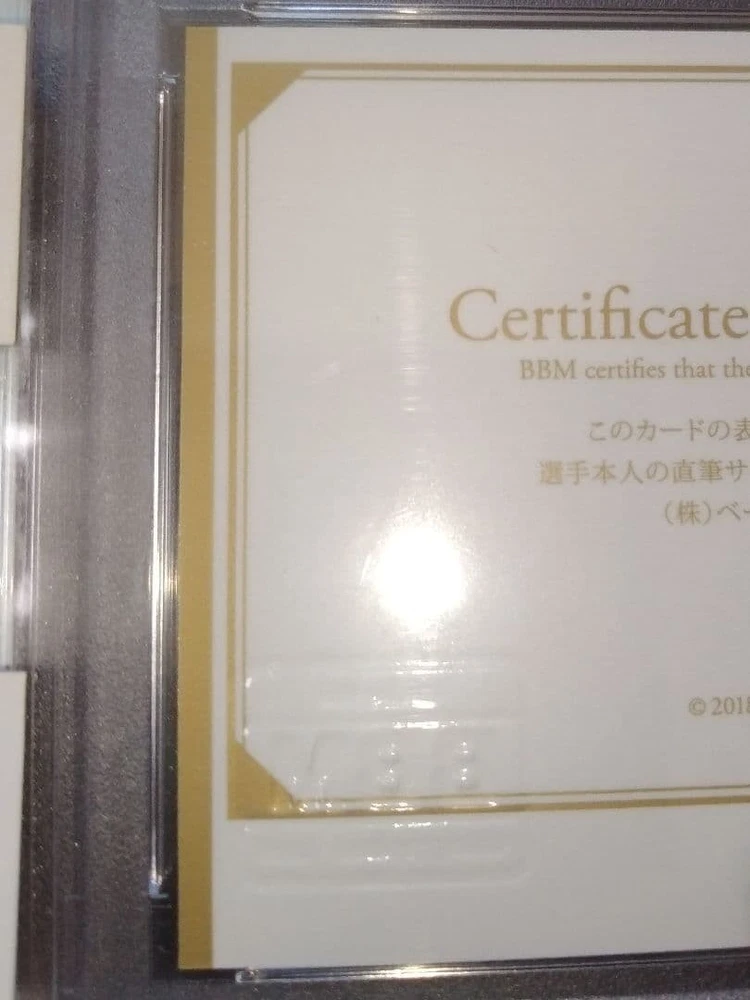 Certificate
BBM certifies that the
このカードの表
選手本人の直筆サ
(株)ベー
© 2018